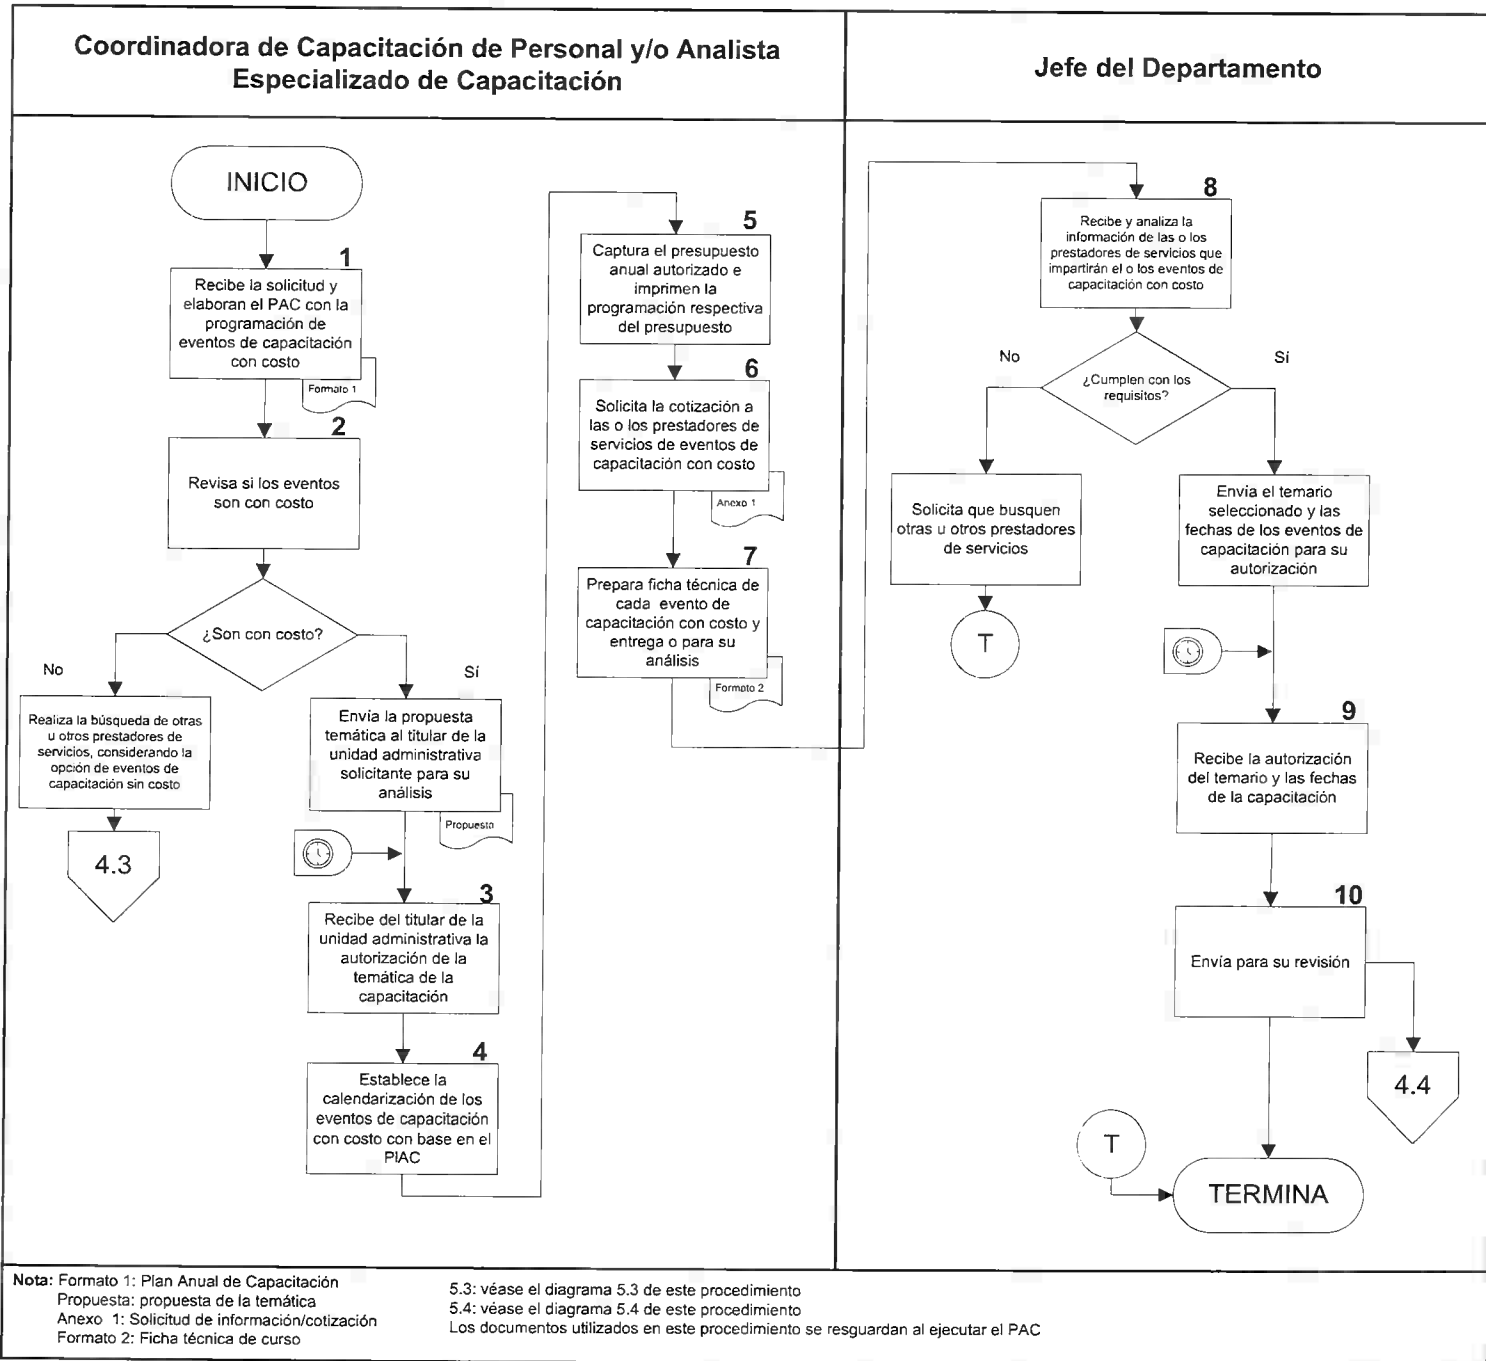 Coordinadora de Capacitación de Personal y/o Analista
Especializado de Capacitación
Jefe del Departamento
INICIO
1
Recibe la solicitud y
elaboran el PAC con la
programación de
eventos de capacitación
con costo
Formato 1
2
Revisa si los eventos
son con costo
¿Son con costo?
No
Sí
Realiza la búsqueda de otras
u otros prestadores de
servicios, considerando la
opción de eventos de
capacitación sin costo
4.3
Envía la propuesta
temática al titular de la
unidad administrativa
solicitante para su
análisis
Propuesta
3
Recibe del titular de la
unidad administrativa la
autorización de la
temática de la
capacitación
4
Establece la
calendarización de los
eventos de capacitación
con costo con base en el
PIAC
5
Captura el presupuesto
anual autorizado e
imprimen la
programación respectiva
del presupuesto
6
Solicita la cotización a
las o los prestadores de
servicios de eventos de
capacitación con costo
Anexo 1
7
Prepara ficha técnica de
cada evento de
capacitación con costo y
entrega o para su
análisis
Formato 2
8
Recibe y analiza la
información de las o los
prestadores de servicios que
impartirán el o los eventos de
capacitación con costo
¿Cumplen con los
requisitos?
No
Sí
Solicita que busquen
otras u otros prestadores
de servicios
T
Envía el temario
seleccionado y las
fechas de los eventos de
capacitación para su
autorización
9
Recibe la autorización
del temario y las fechas
de la capacitación
10
Envía para su revisión
4.4
T
TERMINA
Nota: Formato 1: Plan Anual de Capacitación
Propuesta: propuesta de la temática
Anexo 1: Solicitud de información/cotización
Formato 2: Ficha técnica de curso
5.3: véase el diagrama 5.3 de este procedimiento
5.4: véase el diagrama 5.4 de este procedimiento
Los documentos utilizados en este procedimiento se resguardan al ejecutar el PAC